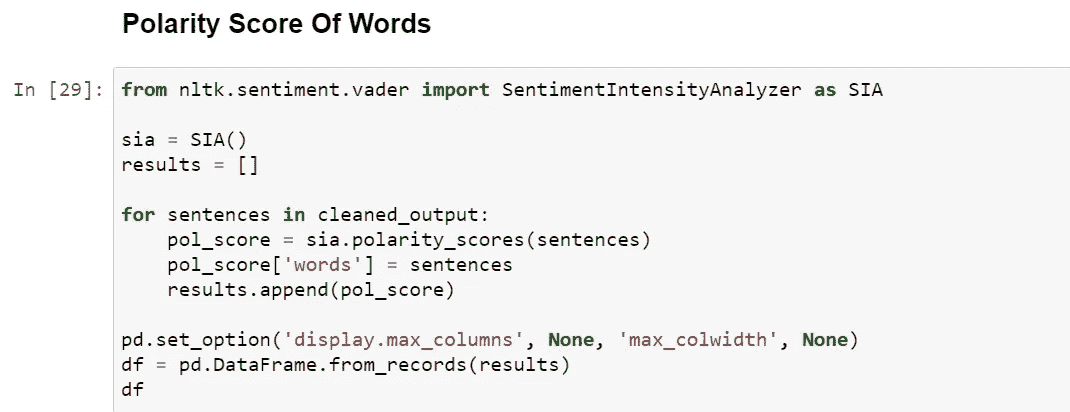 Polarity Score Of Words
In [29]: from nltk.sentiment.vader import SentimentIntensityAnalyzer as SIA
sia = SIA()
results = []
for sentences in cleaned_output:
    pol_score = sia.polarity_scores(sentences)
    pol_score['words'] = sentences
    results.append(pol_score)
pd.set_option('display.max_columns', None, 'max_colwidth', None)
df = pd.DataFrame.from_records(results)
df